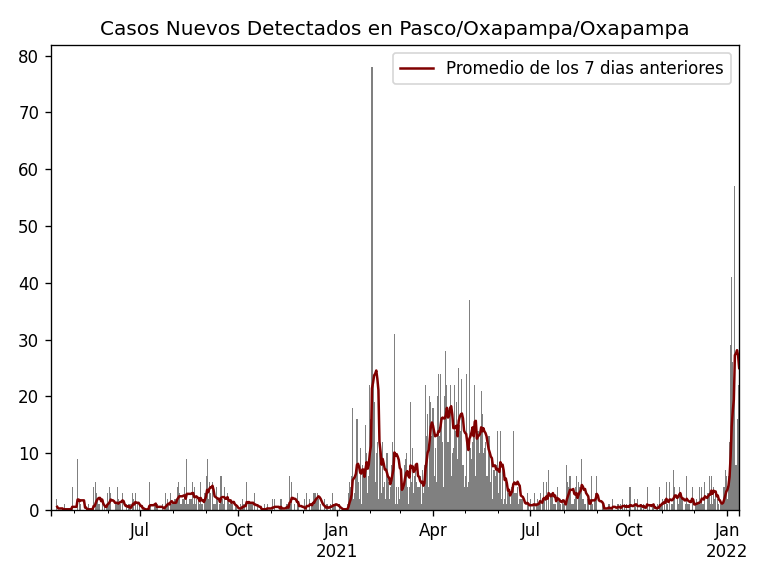 Casos Nuevos Detectados en Pasco/Oxapampa/Oxapampa
Promedio de los 7 dias anteriores
80
70
60
50
40
30
20
10
0
Jul
Oct
Jan
2021
Apr
Jul
Oct
Jan
2022